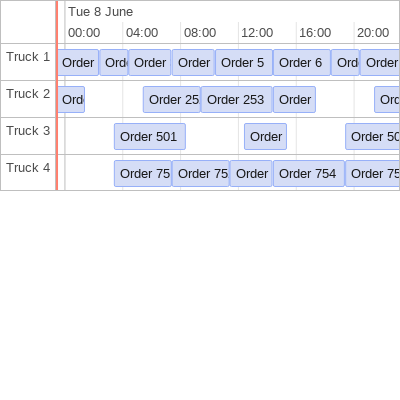 Tue 8 June
00:00 04:00 08:00 12:00 16:00 20:00
Truck 1 Order Orde Order Order Order 5 Order 6 Ord Order
Truck 2 Orde Order 25 Order 253 Order Ord
Truck 3 Order 501 Order Order 50
Truck 4 Order 75 Order 75 Order Order 754 Order 75